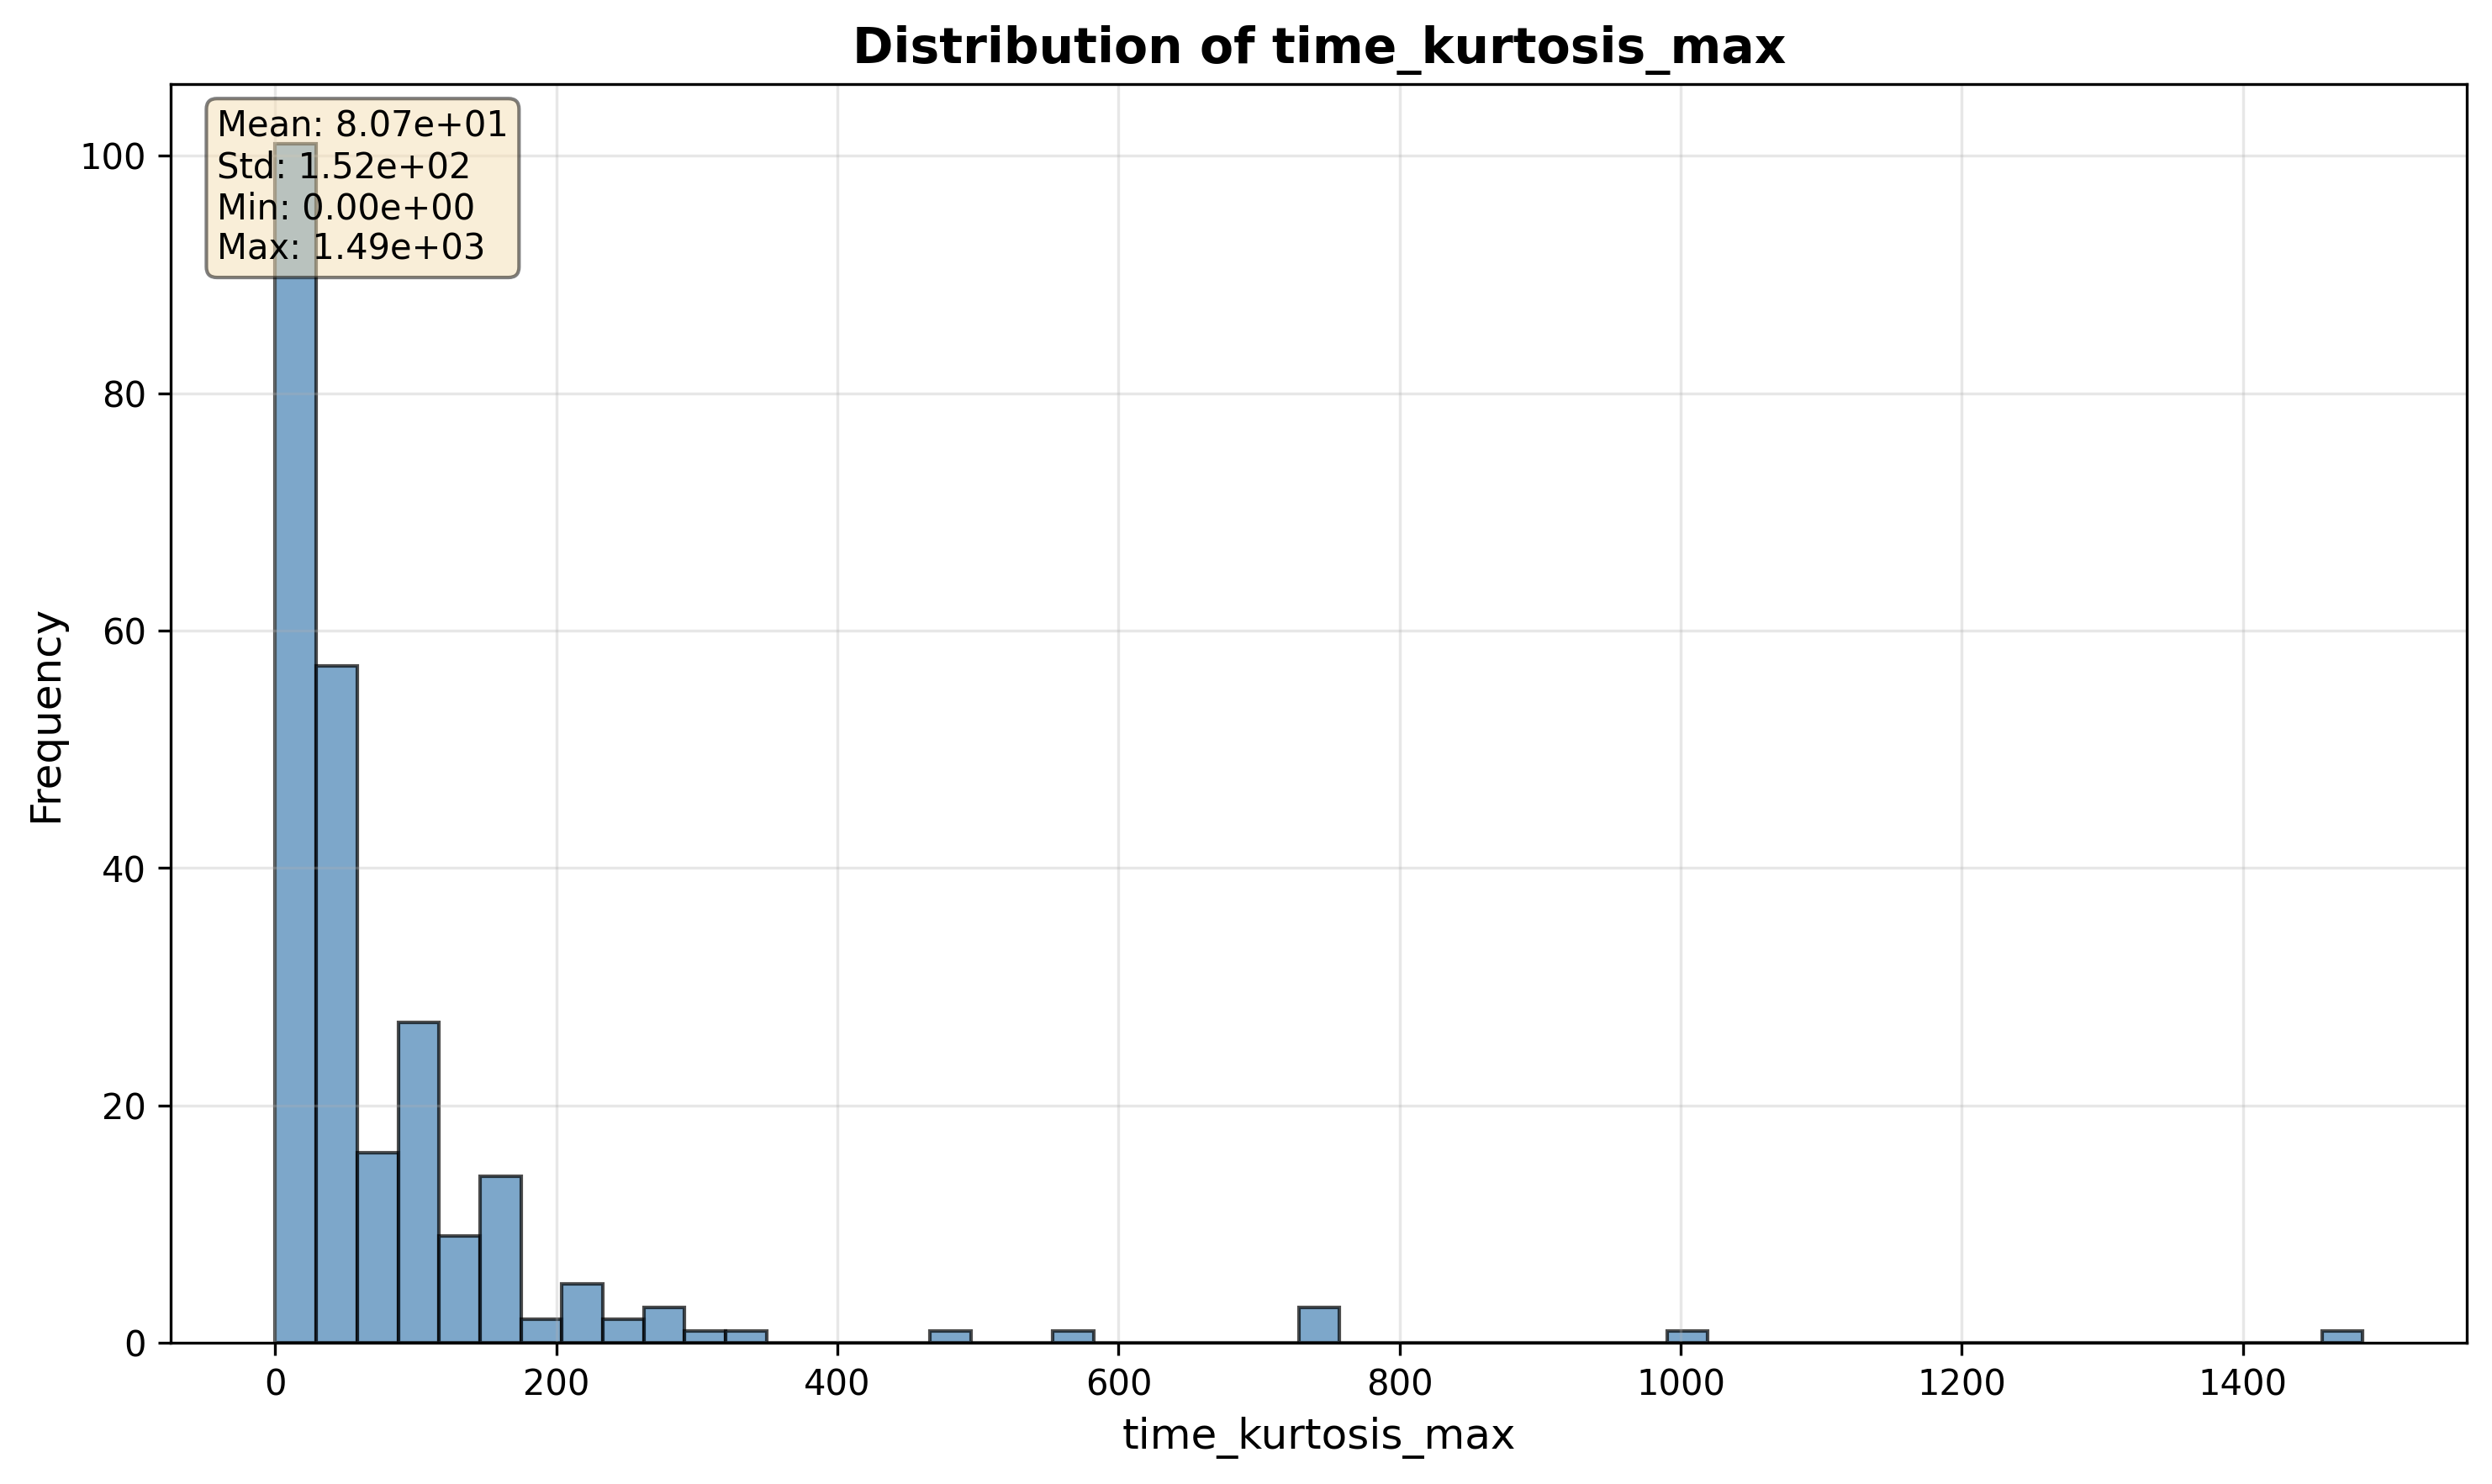 Distribution of time_kurtosis_max
Mean: 8.07e+01
Std: 1.52e+02
Min: 0.00e+00
Max: 1.49e+03
100
80
60
40
20
0
Frequency
0 200 400 600 800 1000 1200 1400
time_kurtosis_max